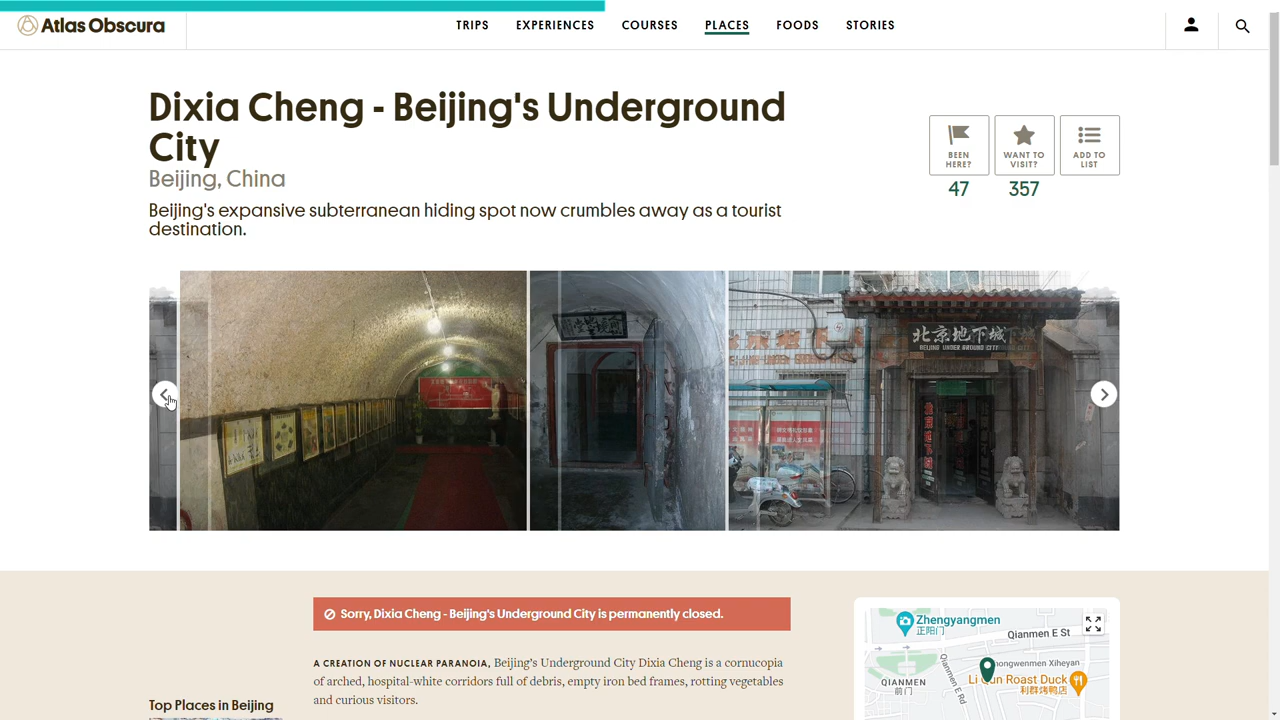 Atlas Obscura
TRIPS EXPERIENCES COURSES PLACES FOODS STORIES
Dixia Cheng - Beijing's Underground
City
Beijing, China
Beijing's expansive subterranean hiding spot now crumbles away as a tourist
destination.
BEEN
HERE?
47
WANT TO
VISIT?
357
ADD TO
LIST
北京地下城
BEIJING UNDERGROUND CITY
Sorry, Dixia Cheng - Beijing's Underground City is permanently closed.
A CREATION OF NUCLEAR PARANOIA, Beijing's Underground City Dixia Cheng is a cornucopia
of arched, hospital-white corridors full of debris, empty iron bed frames, rotting vegetables
and curious visitors.
Top Places in Beijing
Zhengyangmen
正阳门
Qianmen E St
QIANMEN
前门
Qianmen E Rd
hongwenmen Xiheyan
Li Qun Roast Duck
利群烤鸭店